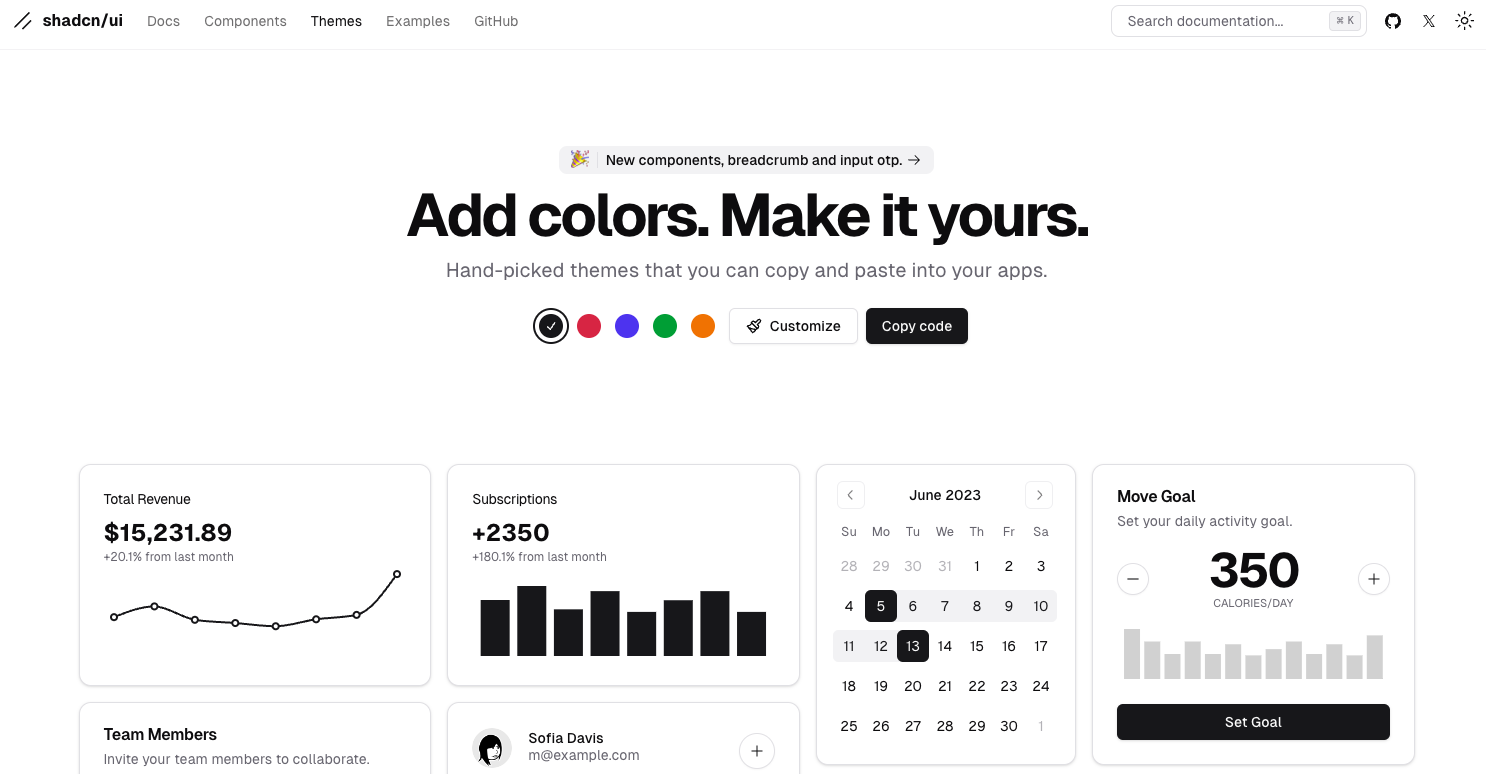 shadcn/ui Docs Components Themes Examples GitHub Search documentation... ⌘ K
New components, breadcrumb and input otp.
Add colors. Make it yours.
Hand-picked themes that you can copy and paste into your apps.
Customize Copy code
Total Revenue
$15,231.89
+20.1% from last month
Subscriptions
+2350
+180.1% from last month
June 2023
Su Mo Tu We Th Fr Sa
28 29 30 31 1 2 3
4 5 6 7 8 9 10
11 12 13 14 15 16 17
18 19 20 21 22 23 24
25 26 27 28 29 30 1
Move Goal
Set your daily activity goal.
350
CALORIES/DAY
Set Goal
Team Members
Invite your team members to collaborate.
Sofia Davis
m@example.com